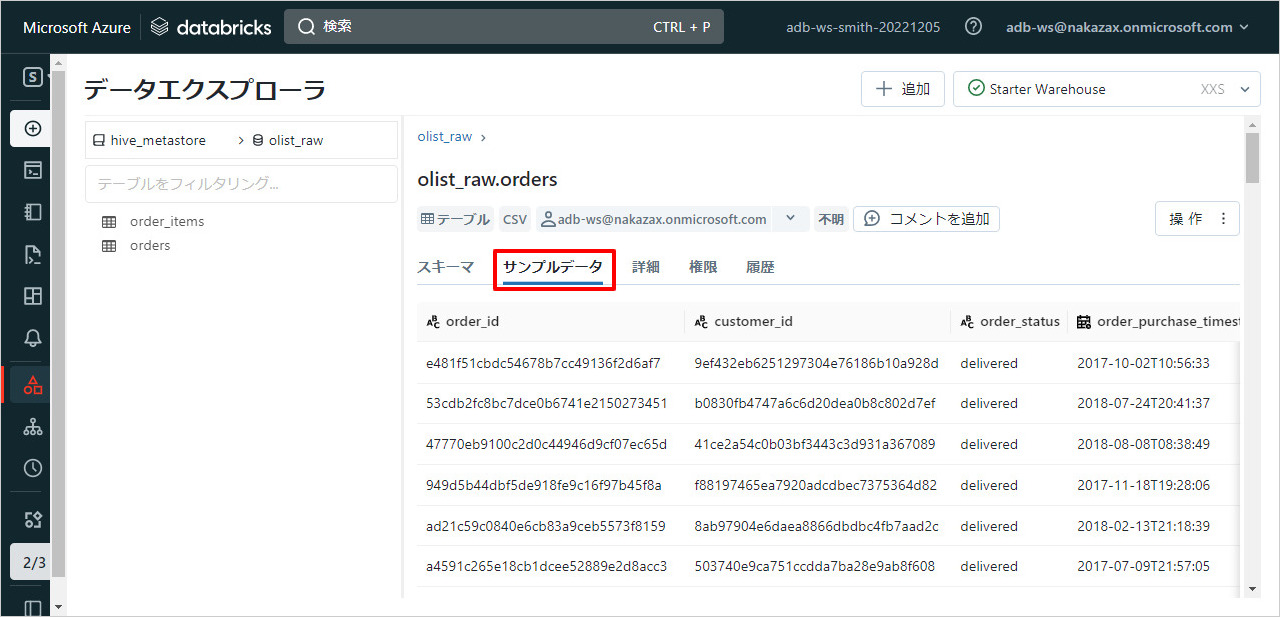 Microsoft Azure databricks 検索 CTRL + P adb-ws-smith-20221205 adb-ws@nakazax.onmicrosoft.com
S
データエクスプローラ
追加
Starter Warehouse XXS
hive_metastore > olist_raw
テーブルをフィルタリング...
order_items
orders
olist_raw >
olist_raw.orders
テーブル CSV adb-ws@nakazax.onmicrosoft.com 不明 コメントを追加
操作
スキーマ サンプルデータ 詳細 権限 履歴
order_id customer_id order_status order_purchase_timest
e481f51cbdc54678b7cc49136f2d6af7 9ef432eb6251297304e76186b10a928d delivered 2017-10-02T10:56:33
53cdb2fc8bc7dce0b6741e2150273451 b0830fb4747a6c6d20dea0b8c802d7ef delivered 2018-07-24T20:41:37
47770eb9100c2d0c44946d9cf07ec65d 41ce2a54c0b03bf3443c3d931a367089 delivered 2018-08-08T08:38:49
949d5b44dbf5de918fe9c16f97b45f8a f88197465ea7920adcdbec7375364d82 delivered 2017-11-18T19:28:06
ad21c59c0840e6cb83a9ceb5573f8159 8ab97904e6daea8866dbdbc4fb7aad2c delivered 2018-02-13T21:18:39
a4591c265e18cb1dcee52889e2d8acc3 503740e9ca751ccdda7ba28e9ab8f608 delivered 2017-07-09T21:57:05
2/3